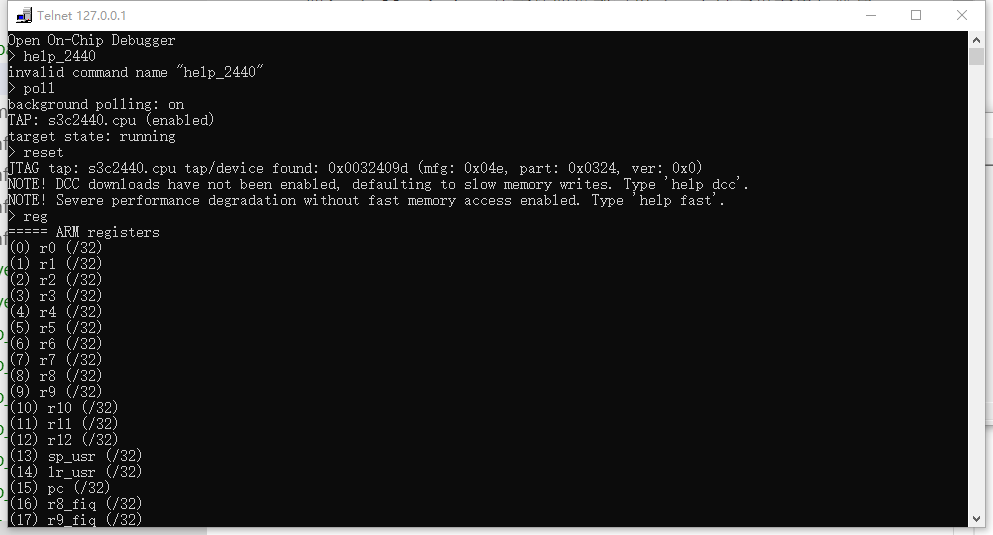 Telnet 127.0.0.1
Open On-Chip Debugger
> help_2440
invalid command name "help_2440"
> poll
background polling: on
TAP: s3c2440.cpu (enabled)
target state: running
> reset
JTAG tap: s3c2440.cpu tap/device found: 0x0032409d (mfg: 0x04e, part: 0x0324, ver: 0x0)
NOTE! DCC downloads have not been enabled, defaulting to slow memory writes. Type 'help dcc'.
NOTE! Severe performance degradation without fast memory access enabled. Type 'help fast'.
> reg
===== ARM registers
(0) r0 (/32)
(1) r1 (/32)
(2) r2 (/32)
(3) r3 (/32)
(4) r4 (/32)
(5) r5 (/32)
(6) r6 (/32)
(7) r7 (/32)
(8) r8 (/32)
(9) r9 (/32)
(10) r10 (/32)
(11) r11 (/32)
(12) r12 (/32)
(13) sp_usr (/32)
(14) lr_usr (/32)
(15) pc (/32)
(16) r8_fiq (/32)
(17) r9_fiq (/32)